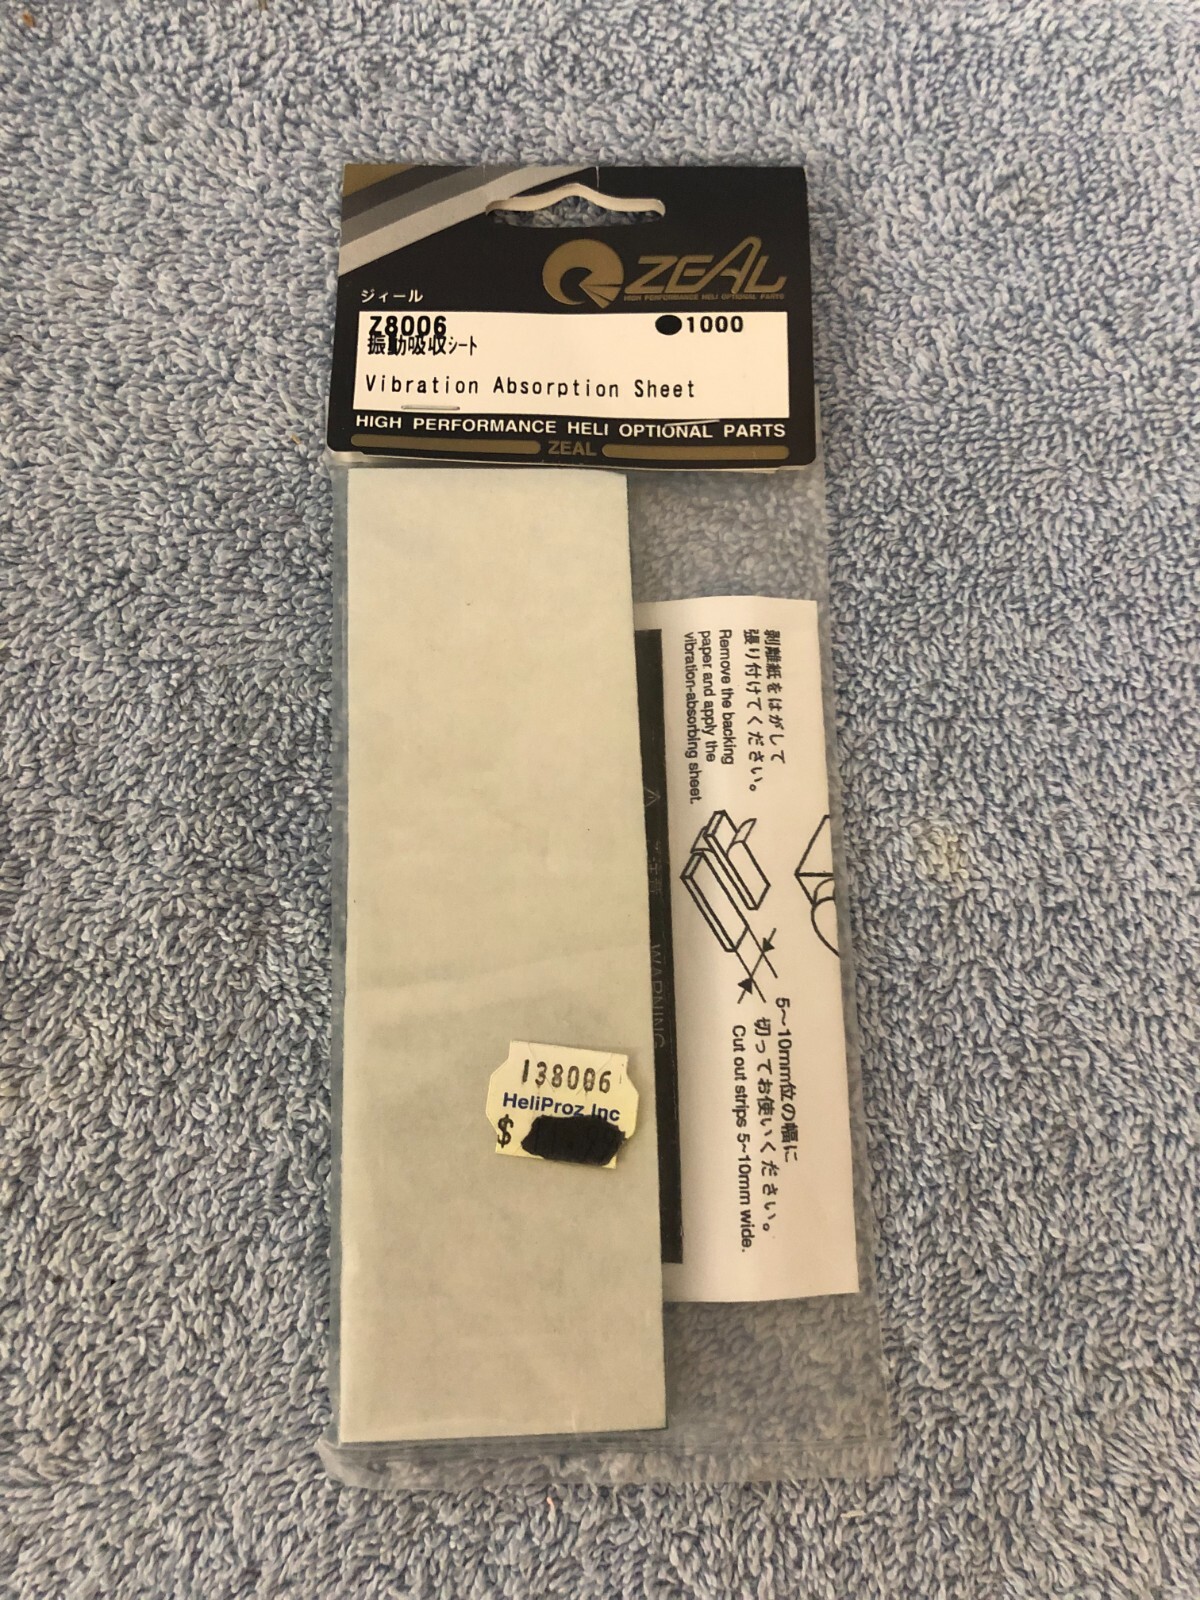 ZEAL
HIGH PERFORMANCE HELI OPTIONAL PARTS
ジィール
Z8006
●1000
振動吸収シート
Vibration Absorption Sheet
HIGH PERFORMANCE HELI OPTIONAL PARTS
ZEAL
剥離紙をはがして
張り付けてください。
Remove the backing
paper and apply the
vibration-absorbing sheet.
5〜10mm位の幅に
切ってお使いください。
Cut out strips 5~10mm wide.
WARNING
138006
HeliProz Inc
$